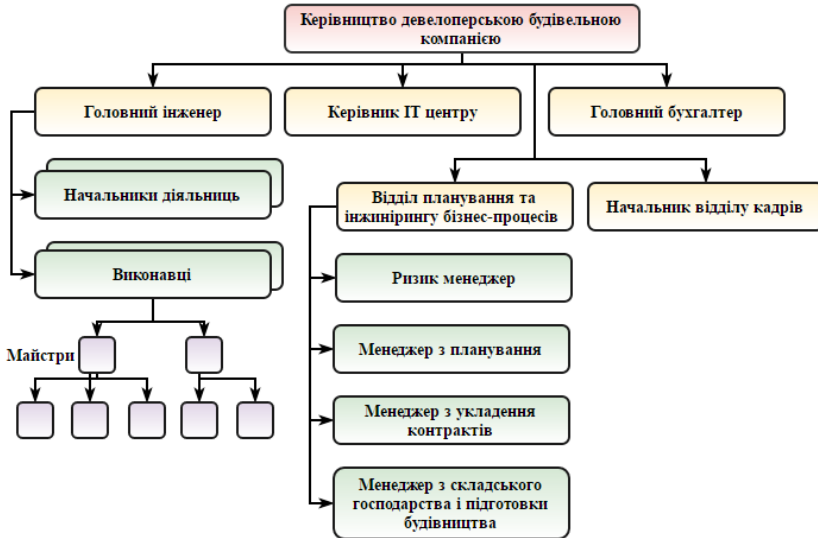 Керівництво девелоперською будівельною
компанією
Головний інженер
Керівник ІТ центру
Головний бухгалтер
Начальники діяльниць
Відділ планування та
інжинірингу бізнес-процесів
Начальник відділу кадрів
Виконавці
Ризик менеджер
Майстри
Менеджер з планування
Менеджер з укладення
контрактів
Менеджер з складського
господарства і підготовки
будівництва